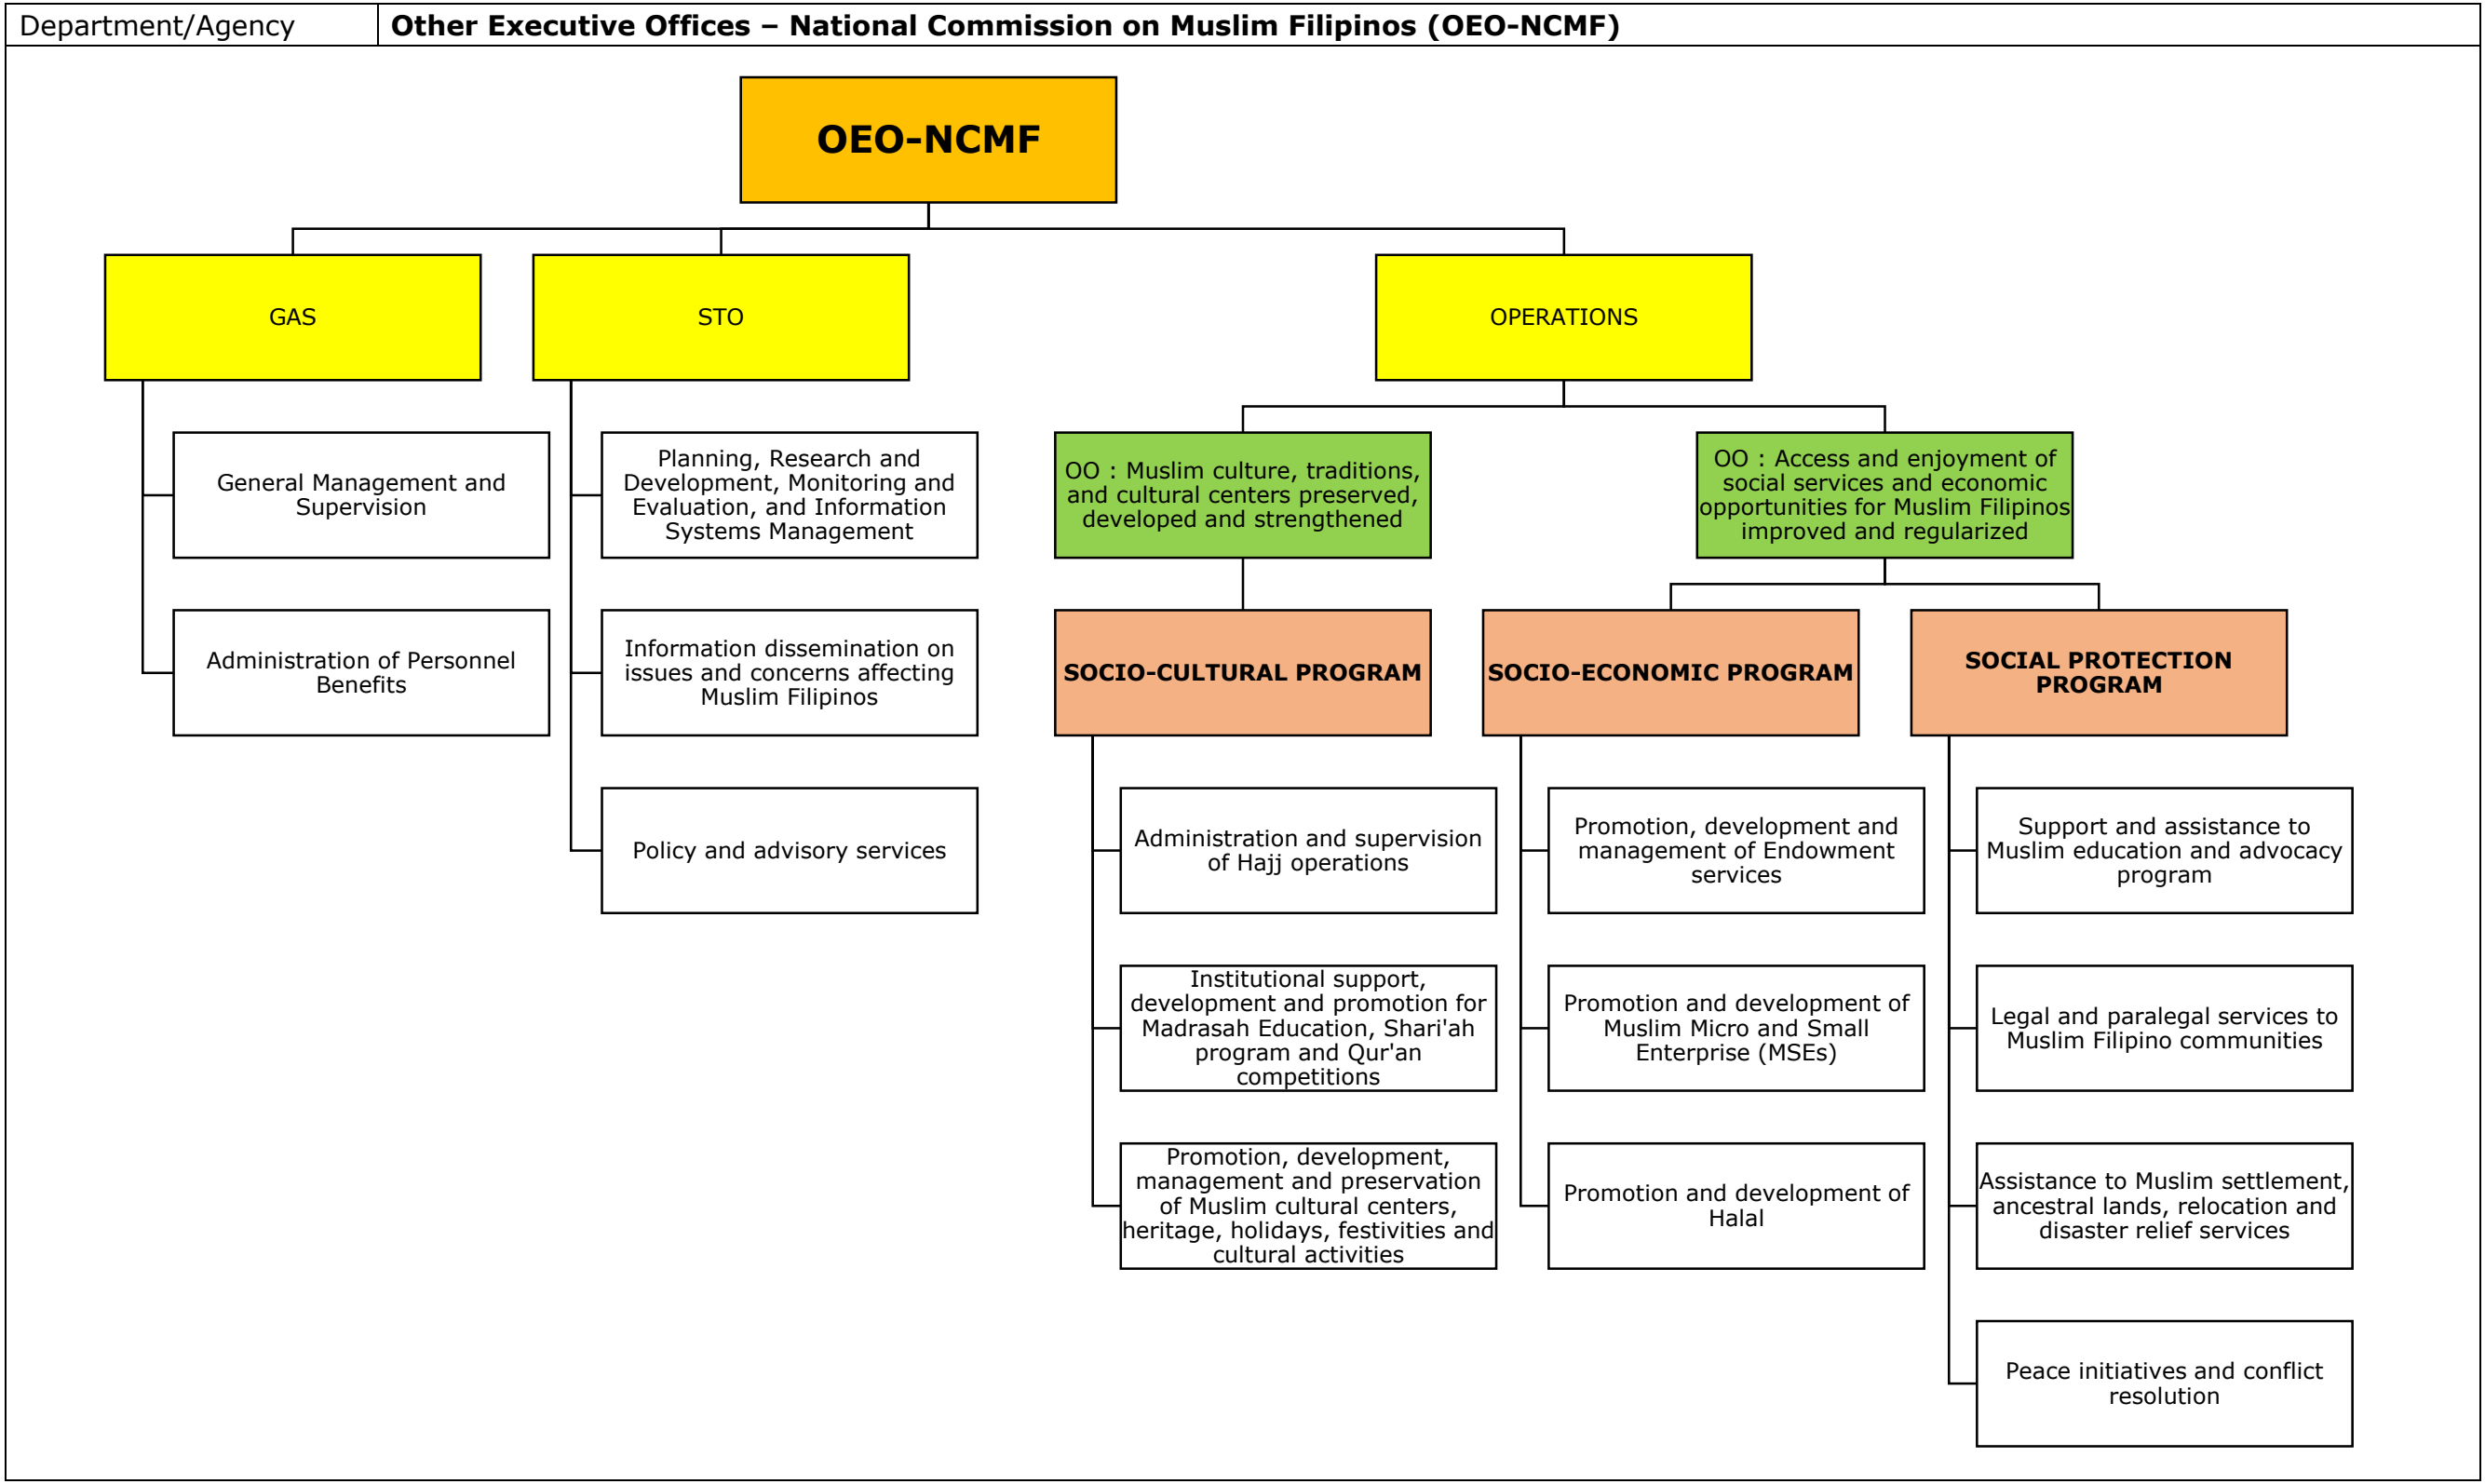 Department/Agency
Other Executive Offices – National Commission on Muslim Filipinos (OEO–NCMF)
OEO–NCMF
GAS
STO
OPERATIONS
General Management and
Supervision
Administration of Personnel
Benefits
Planning, Research and
Development, Monitoring and
Evaluation, and Information
Systems Management
Information dissemination on
issues and concerns affecting
Muslim Filipinos
Policy and advisory services
OO : Muslim culture, traditions,
and cultural centers preserved,
developed and strengthened
SOCIO-CULTURAL PROGRAM
Administration and supervision
of Hajj operations
Institutional support,
development and promotion for
Madrasah Education, Shari'ah
program and Qur'an
competitions
Promotion, development,
management and preservation
of Muslim cultural centers,
heritage, holidays, festivities and
cultural activities
OO : Access and enjoyment of
social services and economic
opportunities for Muslim Filipinos
improved and regularized
SOCIO-ECONOMIC PROGRAM
Promotion, development and
management of Endowment
services
Promotion and development of
Muslim Micro and Small
Enterprise (MSEs)
Promotion and development of
Halal
SOCIAL PROTECTION
PROGRAM
Support and assistance to
Muslim education and advocacy
program
Legal and paralegal services to
Muslim Filipino communities
Assistance to Muslim settlement,
ancestral lands, relocation and
disaster relief services
Peace initiatives and conflict
resolution